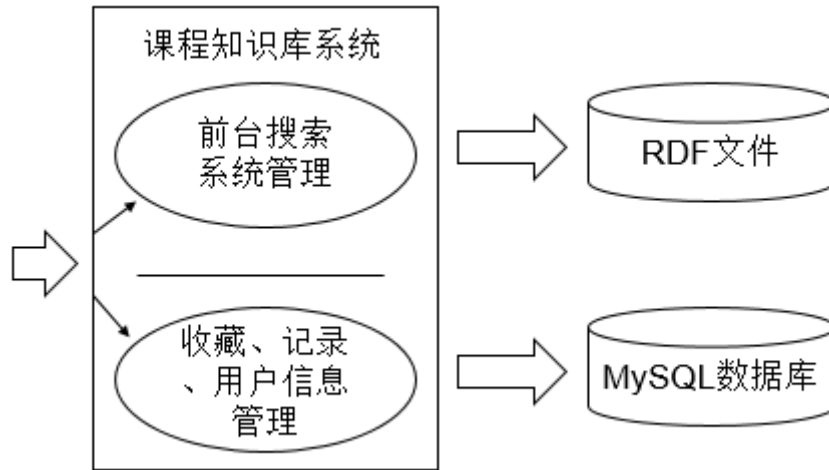 课程知识库系统
前台搜索
系统管理
RDF文件
收藏、记录
、用户信息
管理
MySQL数据库